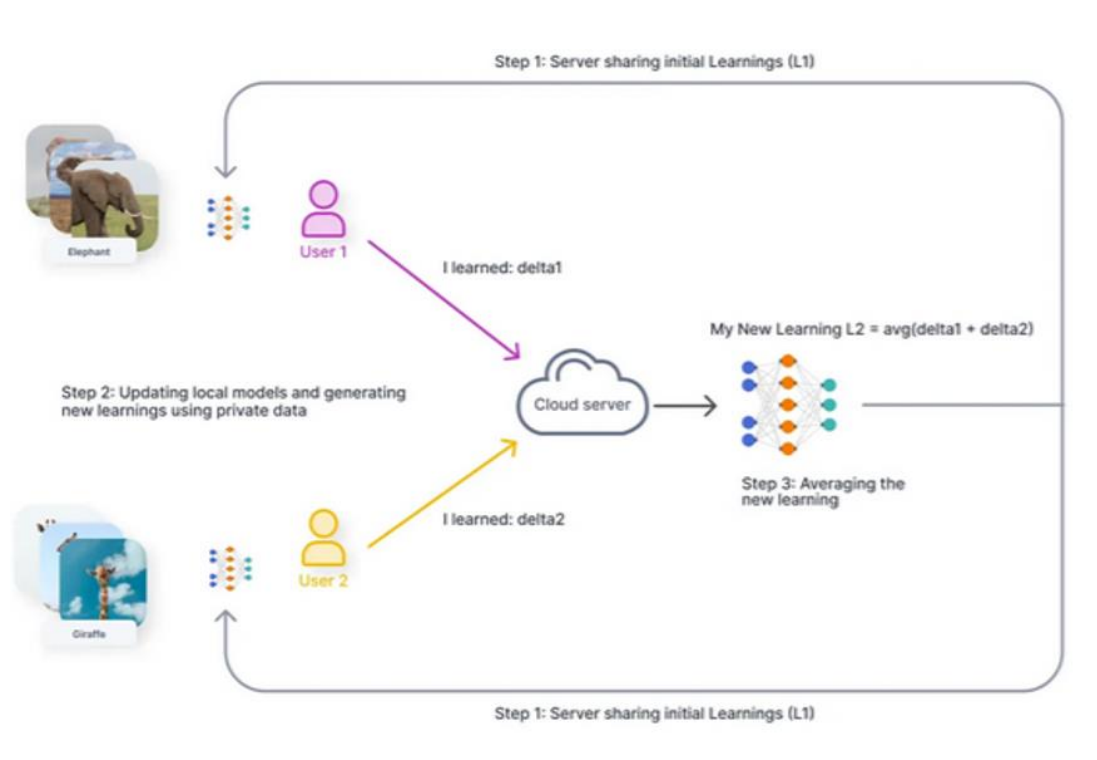 Step 1: Server sharing initial Learnings (L1)
Elephant
User 1
I learned: delta1
My New Learning L2 = avg(delta1 + delta2)
Step 2: Updating local models and generating
new learnings using private data
Cloud server
Step 3: Averaging the
new learning
I learned: delta2
User 2
Giraffe
Step 1: Server sharing initial Learnings (L1)